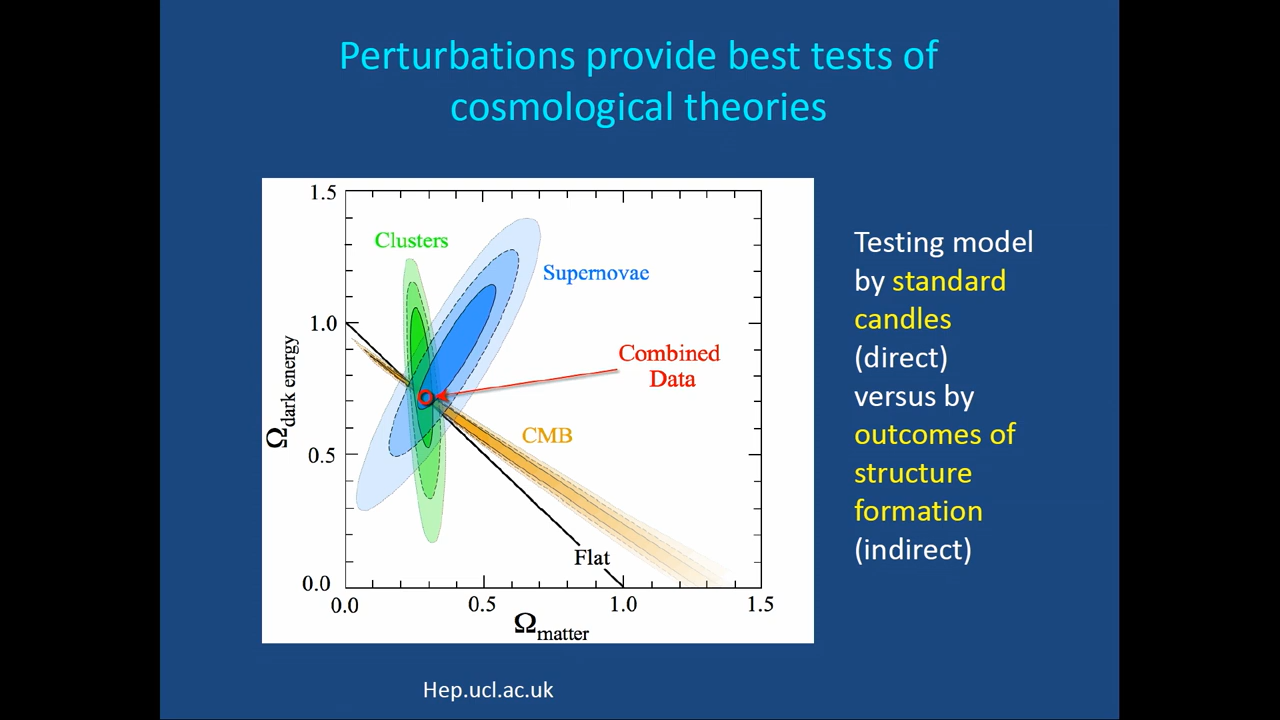 Perturbations provide best tests of
cosmological theories
1.5
1.0
0.5
0.0
Ωdark energy
Clusters
Supernovae
Combined
Data
CMB
Flat
0.0
0.5
1.0
1.5
Ωmatter
Testing model
by standard
candles
(direct)
versus by
outcomes of
structure
formation
(indirect)
Hep.ucl.ac.uk